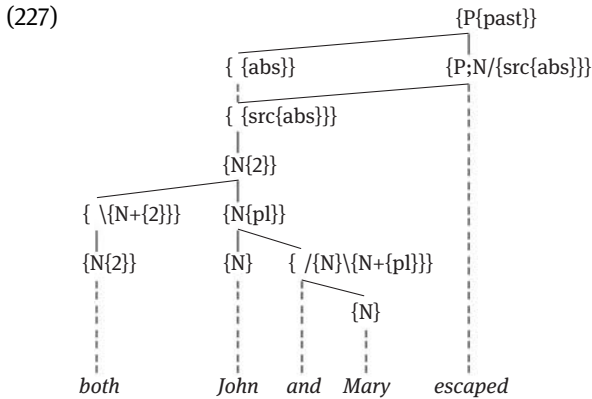 (227)
{P{past}}
{ {abs}} {P;N/{src{abs}}}
{ {src{abs}}}
{N{2}}
{ \{N+{2}}} {N{pl}}
{N{2}} {N} { /{N}\{N+{pl}}}
{N}
both John and Mary escaped